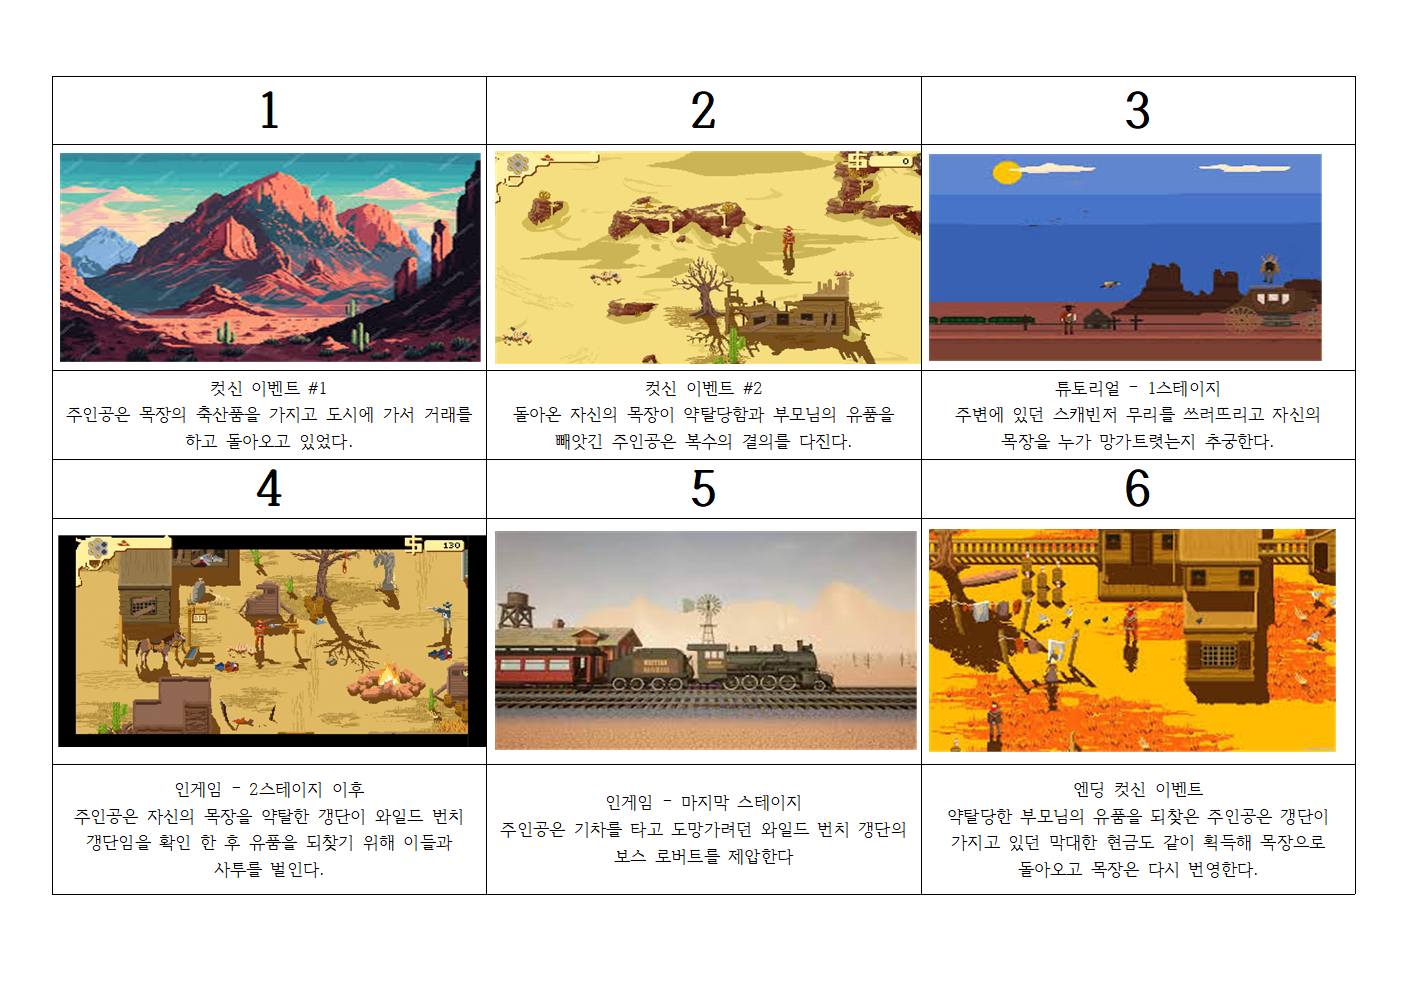 1
2
3
0
컷신 이벤트 #1
주인공은 목장의 축산품을 가지고 도시에 가서 거래를
하고 돌아오고 있었다.
컷신 이벤트 #2
돌아온 자신의 목장이 약탈당함과 부모님의 유품을
빼앗긴 주인공은 복수의 결의를 다진다.
튜토리얼 - 1스테이지
주변에 있던 스캐빈저 무리를 쓰러뜨리고 자신의
목장을 누가 망가트렷는지 추궁한다.
4
5
6
130
인게임 - 2스테이지 이후
주인공은 자신의 목장을 약탈한 갱단이 와일드 번치
갱단임을 확인 한 후 유품을 되찾기 위해 이들과
사투를 벌인다.
인게임 - 마지막 스테이지
주인공은 기차를 타고 도망가려던 와일드 번치 갱단의
보스 로버트를 제압한다
엔딩 컷신 이벤트
약탈당한 부모님의 유품을 되찾은 주인공은 갱단이
가지고 있던 막대한 현금도 같이 획득해 목장으로
돌아오고 목장은 다시 번영한다.